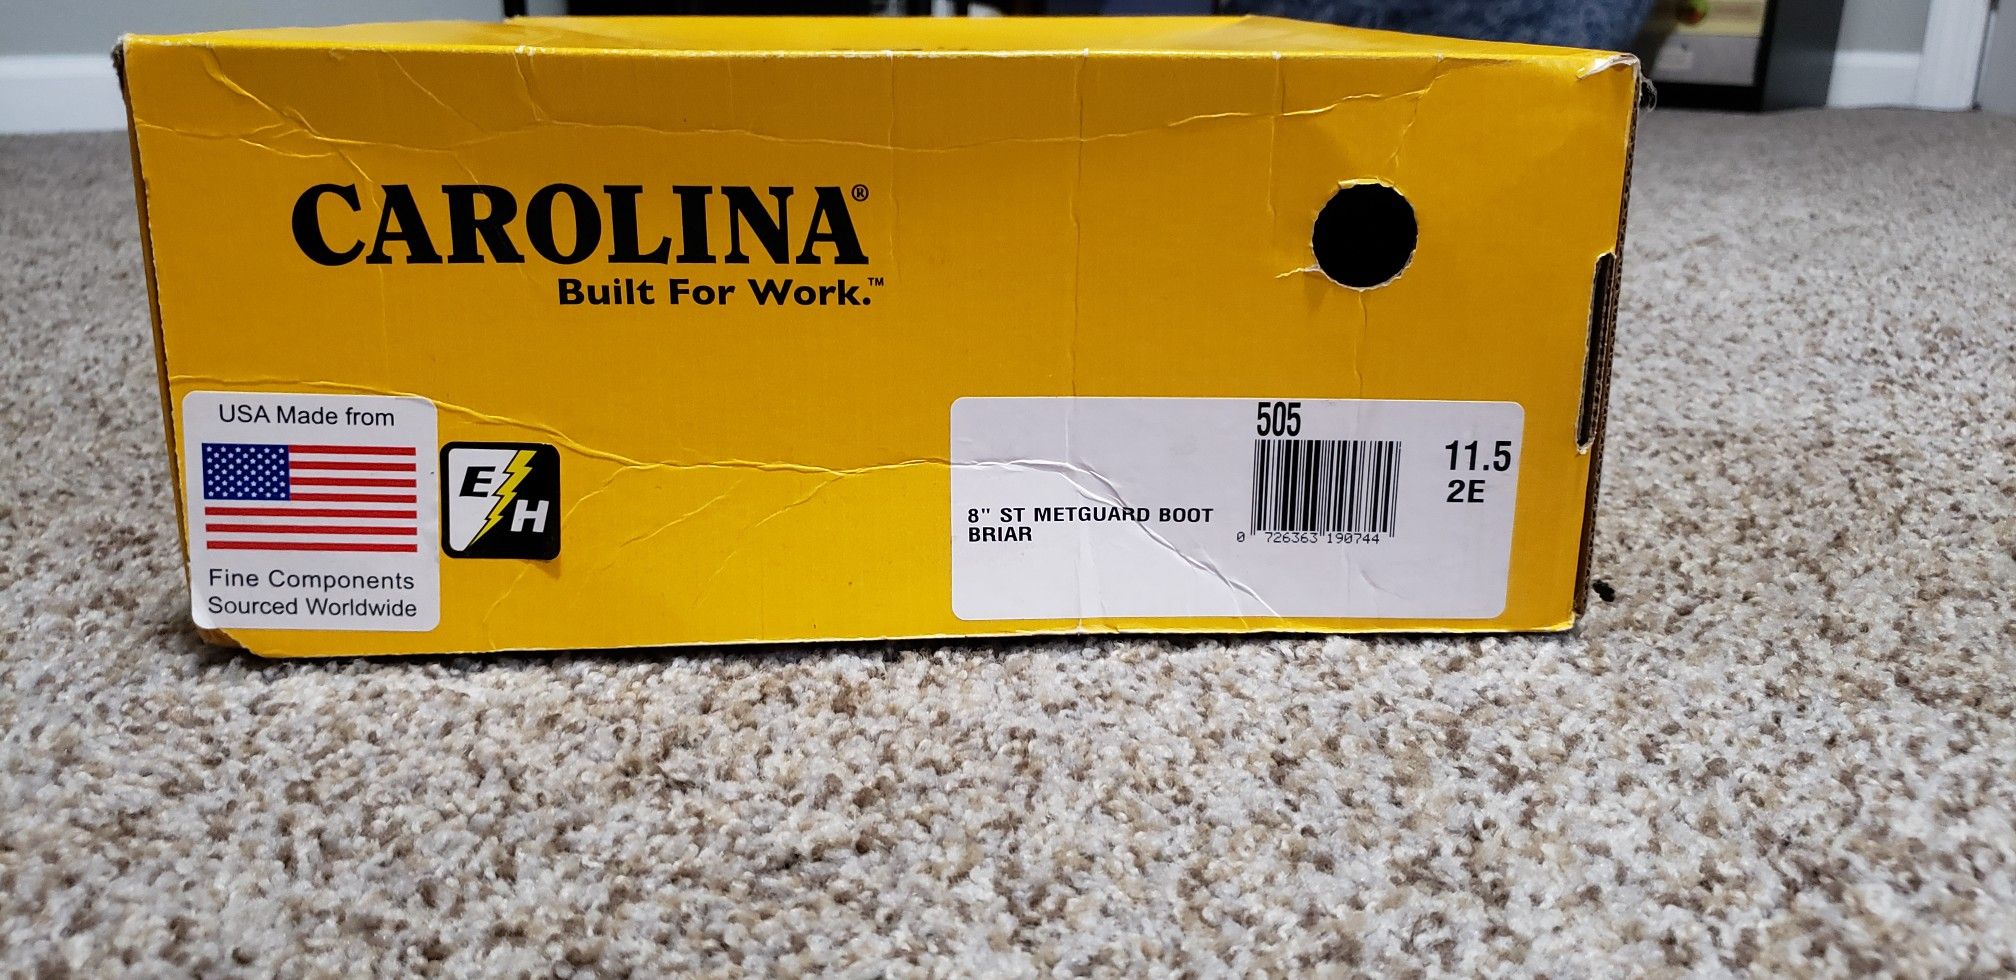 CAROLINA®
Built For Work.™
USA Made from
Fine Components
Sourced Worldwide
E
H
505
11.5
2E
8" ST METGUARD BOOT
BRIAR
0 726363 190744